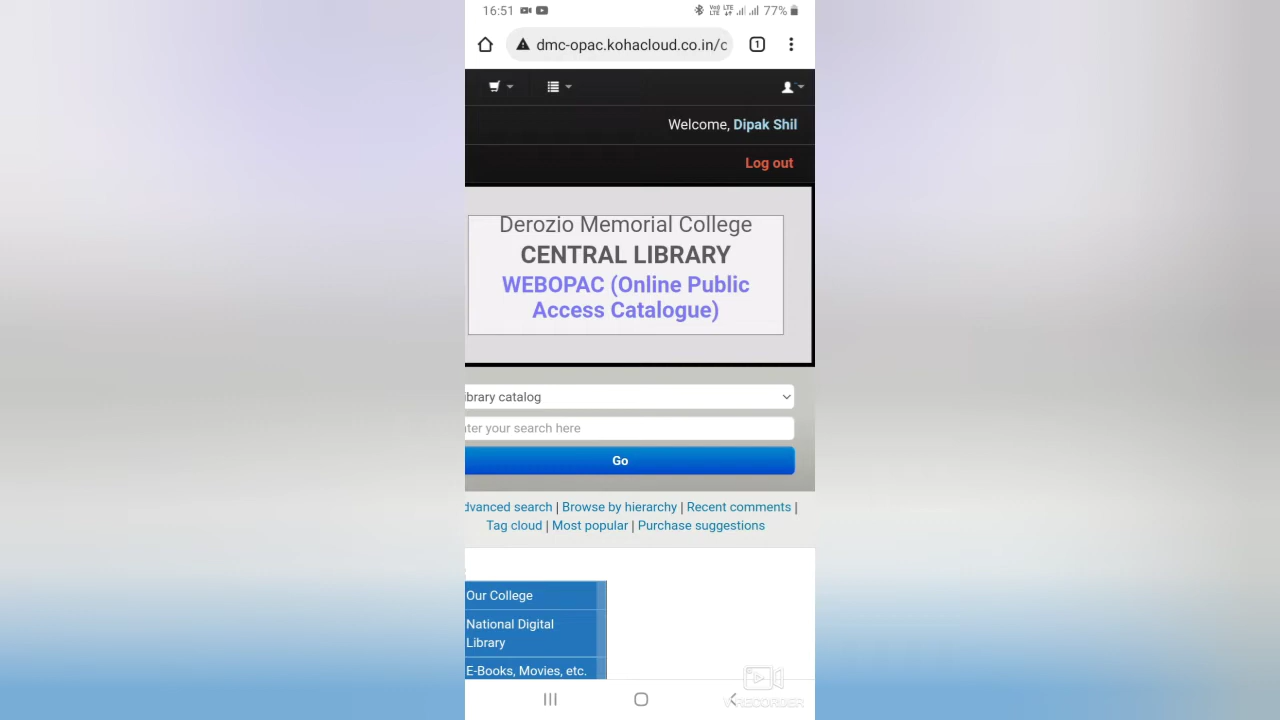 16:51
77%
dmc-opac.kohacloud.co.in/c
1
Welcome, Dipak Shil
Log out
Derozio Memorial College
CENTRAL LIBRARY
WEBOPAC (Online Public
Access Catalogue)
ibrary catalog
ter your search here
Go
dvanced search | Browse by hierarchy | Recent comments |
Tag cloud | Most popular | Purchase suggestions
Our College
National Digital
Library
E-Books, Movies, etc.